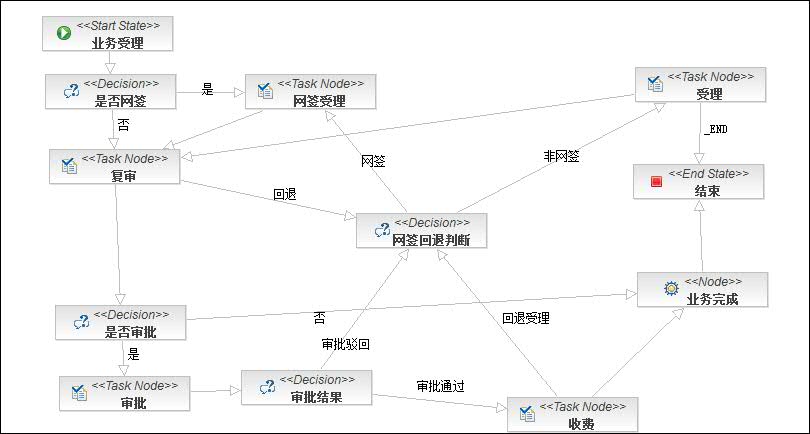 <<Start State>>
业务受理
<<Decision>>
是否网签
是
<<Task Node>>
网签受理
<<Task Node>>
受理
否
_END
<<Task Node>>
复审
网签
非网签
回退
<<End State>>
结束
<<Decision>>
网签回退判断
<<Node>>
业务完成
<<Decision>>
是否审批
否
回退受理
是
审批驳回
<<Task Node>>
审批
<<Decision>>
审批结果
审批通过
<<Task Node>>
收费